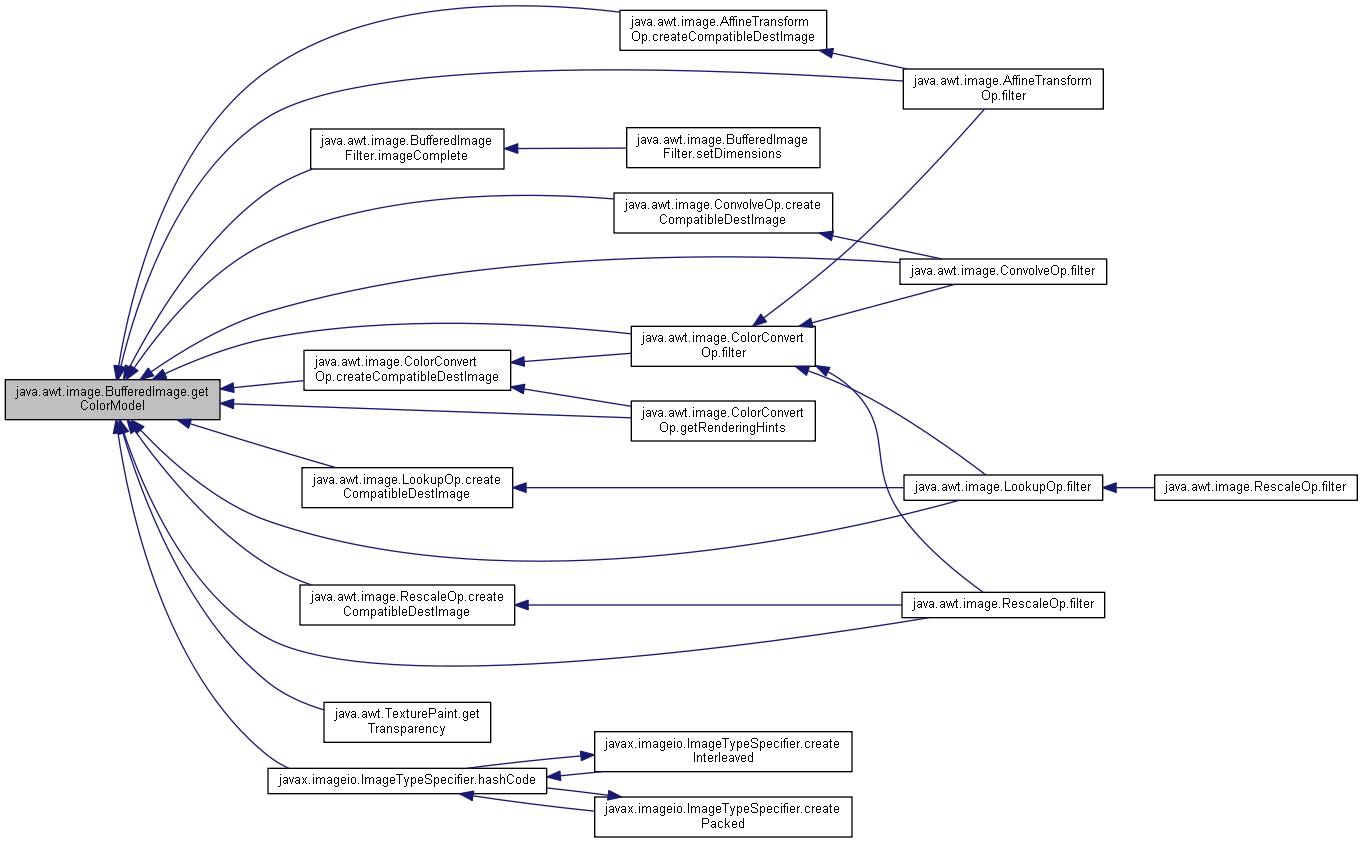 java.awt.image.AffineTransform
Op.createCompatibleDestImage
java.awt.image.AffineTransform
Op.filter
java.awt.image.BufferedImage
Filter.imageComplete
java.awt.image.BufferedImage
Filter.setDimensions
java.awt.image.ConvolveOp.create
CompatibleDestImage
java.awt.image.ConvolveOp.filter
java.awt.image.ColorConvert
Op.filter
java.awt.image.ColorConvert
Op.createCompatibleDestImage
java.awt.image.BufferedImage.get
ColorModel
java.awt.image.ColorConvert
Op.getRenderingHints
java.awt.image.LookupOp.create
CompatibleDestImage
java.awt.image.LookupOp.filter
java.awt.image.RescaleOp.filter
java.awt.image.RescaleOp.create
CompatibleDestImage
java.awt.image.RescaleOp.filter
java.awt.TexturePaint.get
Transparency
javax.imageio.ImageTypeSpecifier.create
Interleaved
javax.imageio.ImageTypeSpecifier.hashCode
javax.imageio.ImageTypeSpecifier.create
Packed